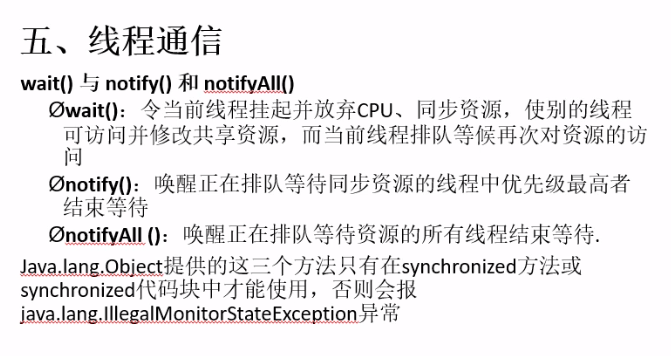 五、线程通信
wait() 与 notify() 和 notifyAll()
Øwait()：令当前线程挂起并放弃CPU、同步资源，使别的线程
可访问并修改共享资源，而当前线程排队等候再次对资源的访
问
Ønotify()：唤醒正在排队等待同步资源的线程中优先级最高者
结束等待
ØnotifyAll ()：唤醒正在排队等待资源的所有线程结束等待.
Java.lang.Object提供的这三个方法只有在synchronized方法或
synchronized代码块中才能使用，否则会报
java.lang.IllegalMonitorStateException异常